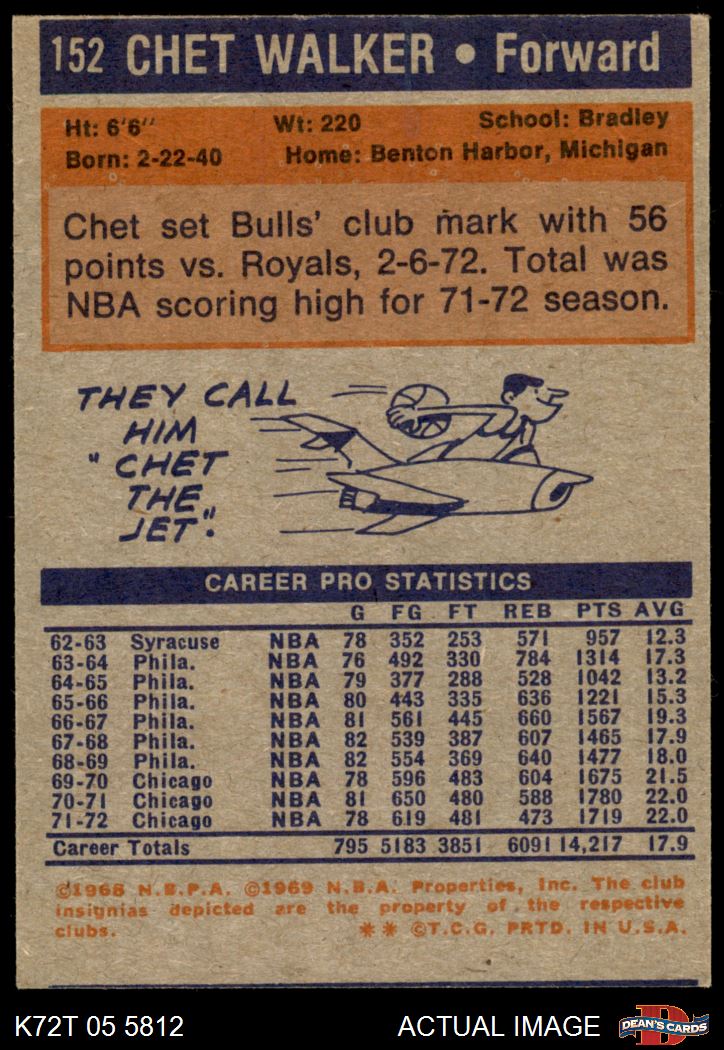 152 CHET WALKER • Forward
Ht: 6'6" Wt: 220 School: Bradley
Born: 2-22-40 Home: Benton Harbor, Michigan
Chet set Bulls' club mark with 56
points vs. Royals, 2-6-72. Total was
NBA scoring high for 71-72 season.
THEY CALL
HIM
"CHET
THE
JET".
CAREER PRO STATISTICS
G FG FT REB PTS AVG
62-63 Syracuse NBA 78 352 253 571 957 12.3
63-64 Phila. NBA 76 492 330 784 1314 17.3
64-65 Phila. NBA 79 377 288 528 1042 13.2
65-66 Phila. NBA 80 443 335 636 1221 15.3
66-67 Phila. NBA 81 561 445 660 1567 19.3
67-68 Phila. NBA 82 539 387 607 1465 17.9
68-69 Phila. NBA 82 554 369 640 1477 18.0
69-70 Chicago NBA 78 596 483 604 1675 21.5
70-71 Chicago NBA 81 650 480 588 1780 22.0
71-72 Chicago NBA 78 619 481 473 1719 22.0
Career Totals 795 5183 3851 6091 14,217 17.9
©1968 N.B.P.A. ©1969 N.B.A. Properties, Inc. The club
insignias depicted are the property of the respective
clubs. ** ©T.C.G. PRTD. IN U.S.A.
K72T 05 5812 ACTUAL IMAGE
D
DEAN'S CARDS